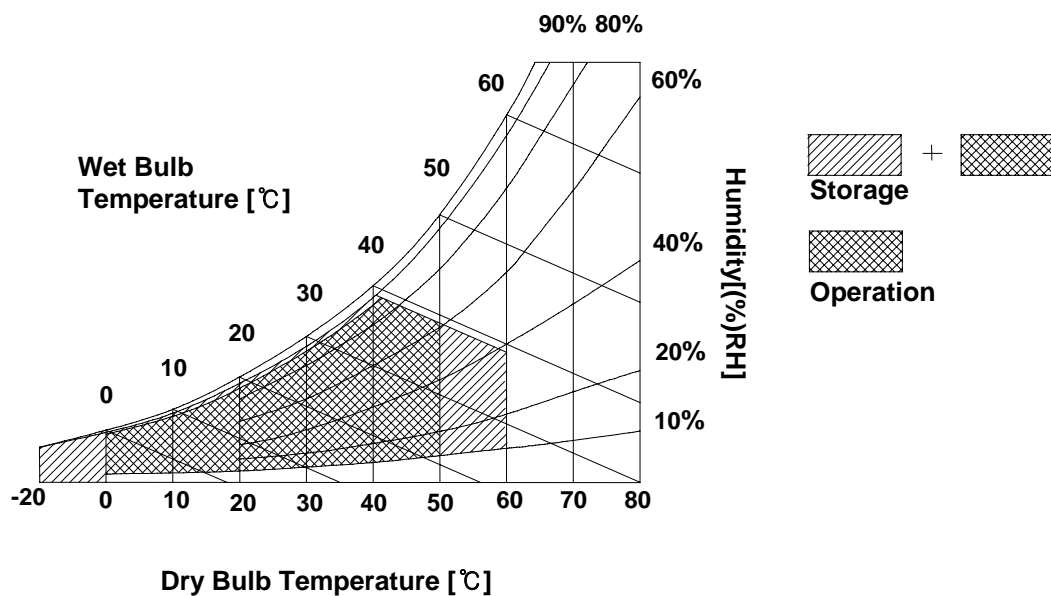 90% 80%
60
60%
Wet Bulb
Temperature [℃]
50
40
40%
30
20
20%
10
0
10%
Humidity[(%)RH]
-20 0 10 20 30 40 50 60 70 80
Dry Bulb Temperature [℃]
+
Storage
Operation